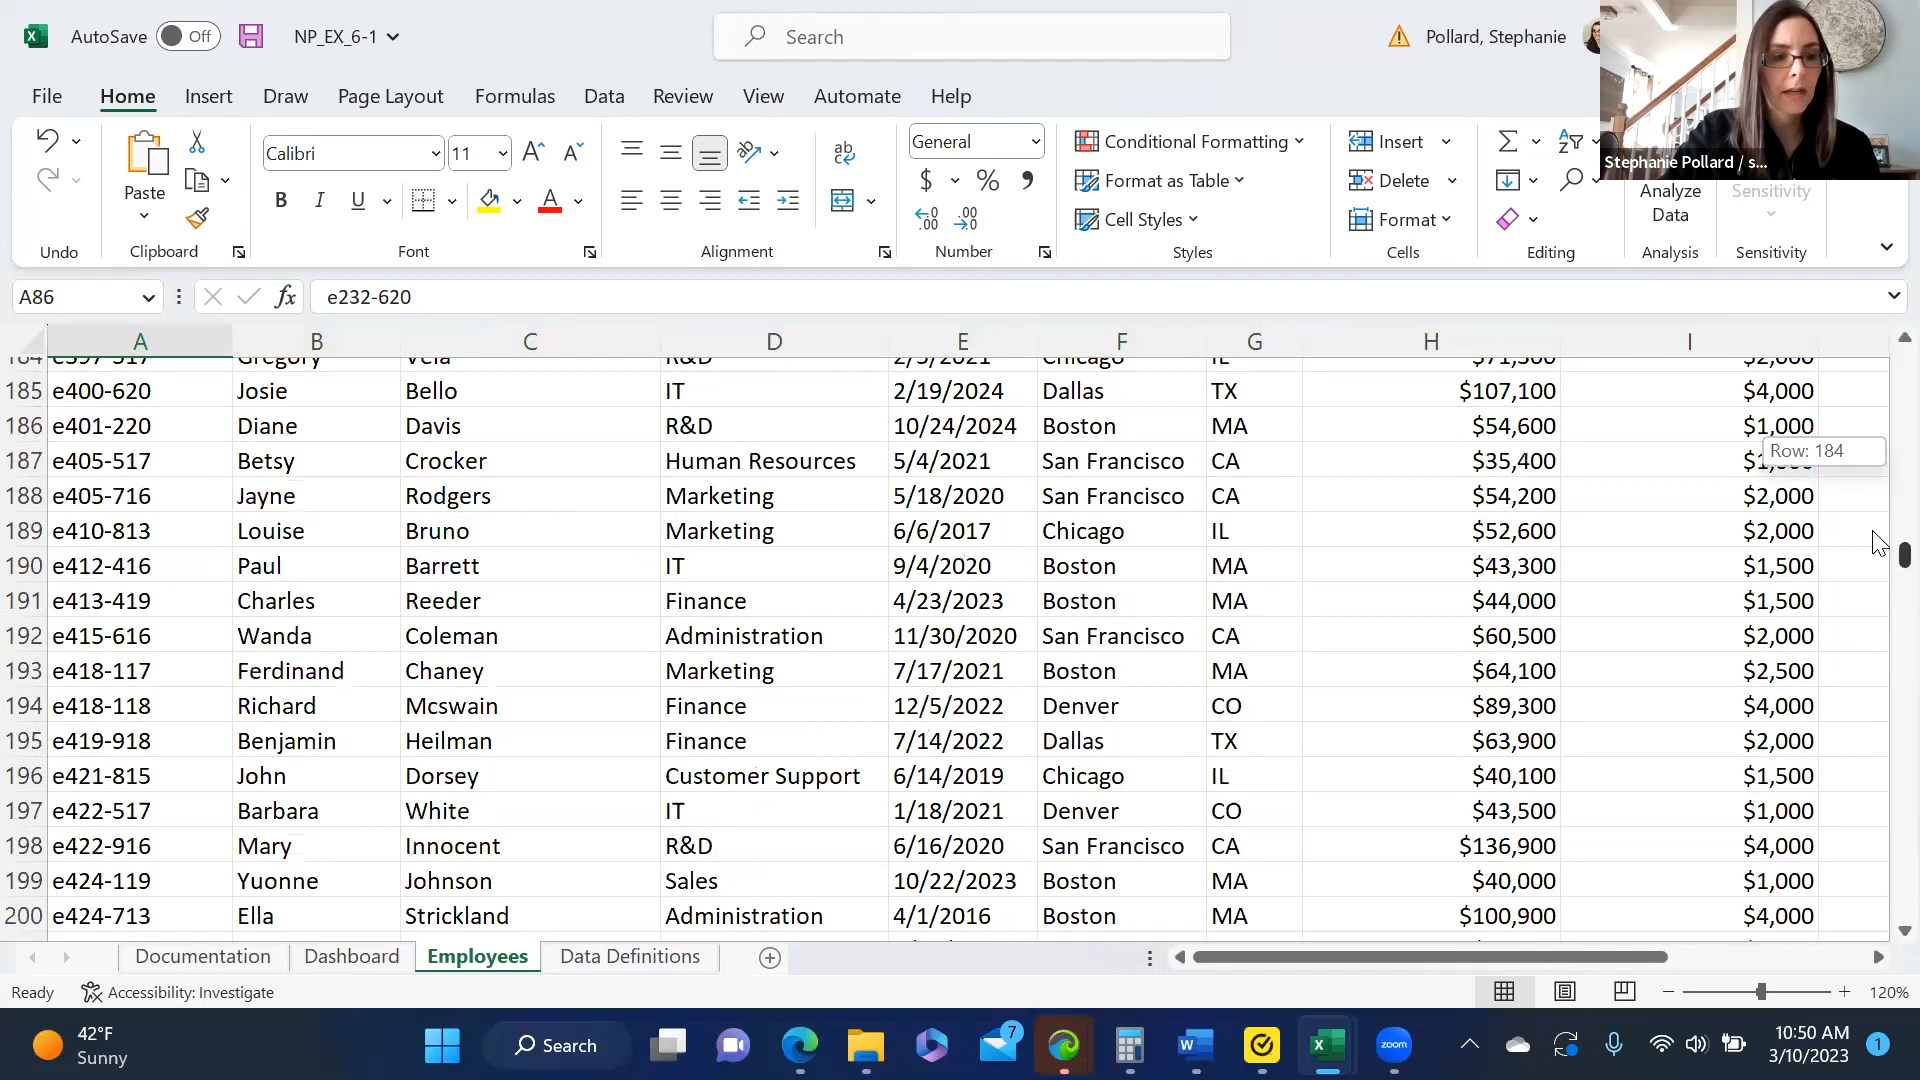 AutoSave Off NP_EX_6-1 Search Pollard, Stephanie
File Home Insert Draw Page Layout Formulas Data Review View Automate Help
Stephanie Pollard / s...
Paste
Calibri 11
B I U A
ab
General
$ % ,
Conditional Formatting
Format as Table
Cell Styles
Insert
Delete
Format
Analyze Data
Sensitivity
Undo Clipboard Font Alignment Number Styles Cells Editing Analysis Sensitivity
A86 fx e232-620
A B C D E F G H I
185 e400-620 Josie Bello IT 2/19/2024 Dallas TX $107,100 $4,000
186 e401-220 Diane Davis R&D 10/24/2024 Boston MA $54,600 $1,000
Row: 184
187 e405-517 Betsy Crocker Human Resources 5/4/2021 San Francisco CA $35,400
188 e405-716 Jayne Rodgers Marketing 5/18/2020 San Francisco CA $54,200 $2,000
189 e410-813 Louise Bruno Marketing 6/6/2017 Chicago IL $52,600 $2,000
190 e412-416 Paul Barrett IT 9/4/2020 Boston MA $43,300 $1,500
191 e413-419 Charles Reeder Finance 4/23/2023 Boston MA $44,000 $1,500
192 e415-616 Wanda Coleman Administration 11/30/2020 San Francisco CA $60,500 $2,000
193 e418-117 Ferdinand Chaney Marketing 7/17/2021 Boston MA $64,100 $2,500
194 e418-118 Richard Mcswain Finance 12/5/2022 Denver CO $89,300 $4,000
195 e419-918 Benjamin Heilman Finance 7/14/2022 Dallas TX $63,900 $2,000
196 e421-815 John Dorsey Customer Support 6/14/2019 Chicago IL $40,100 $1,500
197 e422-517 Barbara White IT 1/18/2021 Denver CO $43,500 $1,000
198 e422-916 Mary Innocent R&D 6/16/2020 San Francisco CA $136,900 $4,000
199 e424-119 Yuonne Johnson Sales 10/22/2023 Boston MA $40,000 $1,000
200 e424-713 Ella Strickland Administration 4/1/2016 Boston MA $100,900 $4,000
Documentation Dashboard Employees Data Definitions
Ready Accessibility: Investigate 120%
42°F
Sunny
Search
7
zoom
10:50 AM
3/10/2023
1